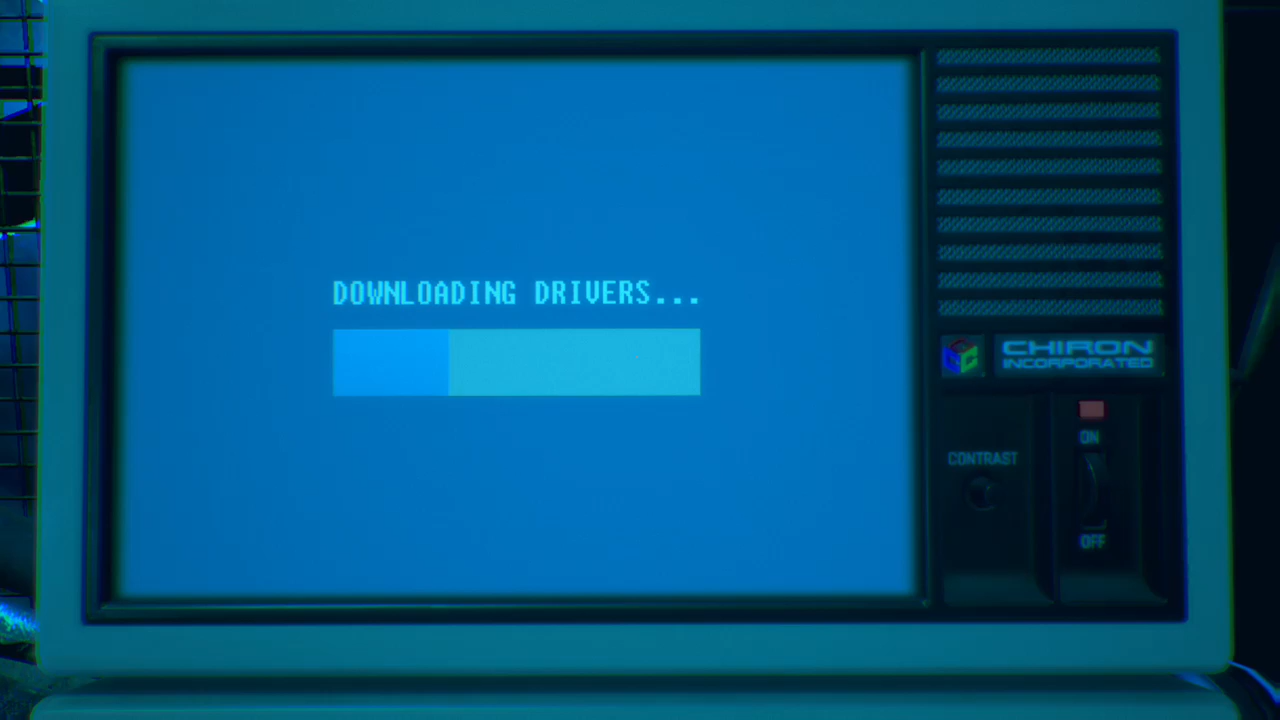 DOWNLOADING DRIVERS...
CHIRON
INCORPORATED
CONTRAST
ON
OFF